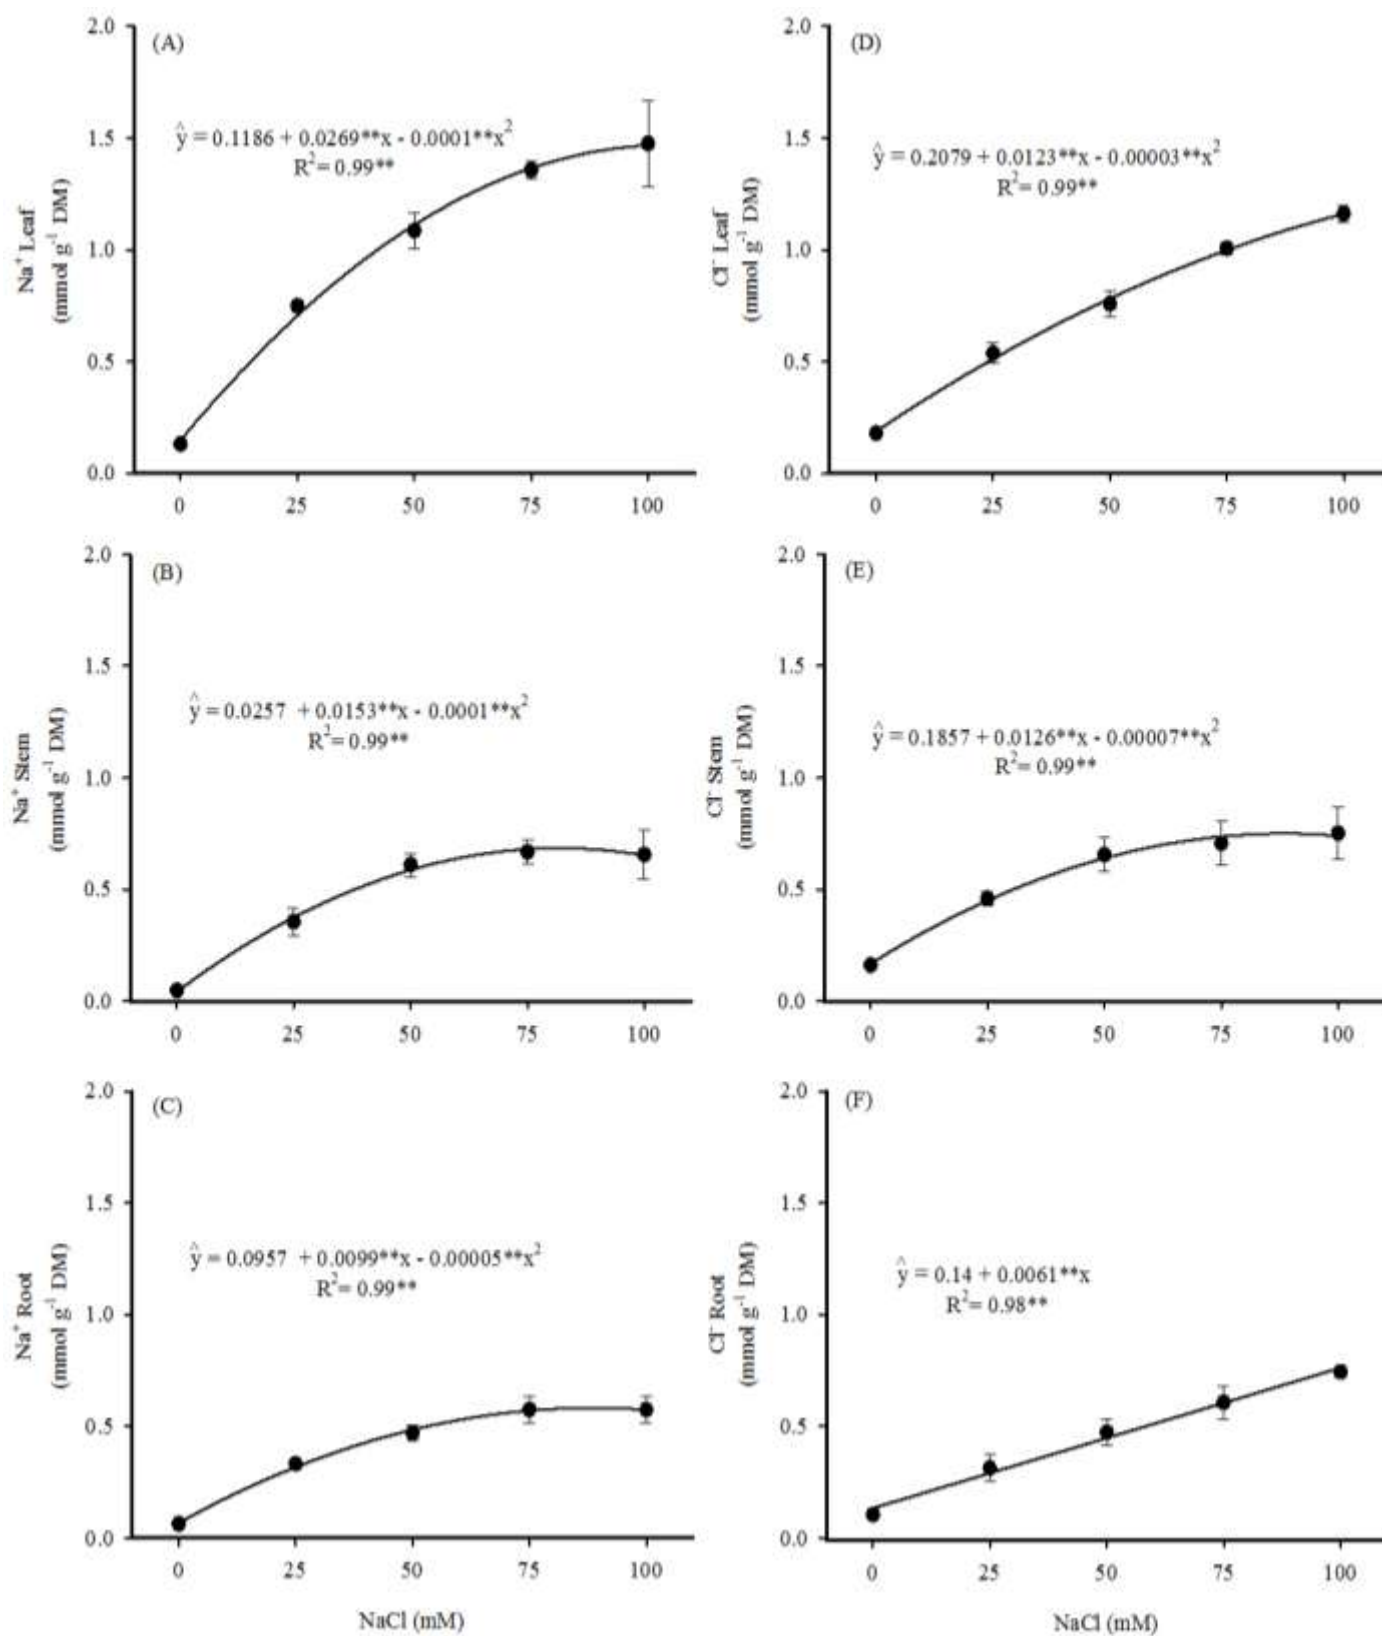 (A)
2.0
1.5
1.0
0.5
0.0
Na⁺ Leaf
(mmol g⁻¹ DM)
ŷ = 0.1186 + 0.0269**x - 0.0001**x²
R²= 0.99**
0 25 50 75 100
(D)
2.0
1.5
1.0
0.5
0.0
Cl⁻ Leaf
(mmol g⁻¹ DM)
ŷ = 0.2079 + 0.0123**x - 0.00003**x²
R²= 0.99**
0 25 50 75 100
(B)
2.0
1.5
1.0
0.5
0.0
Na⁺ Stem
(mmol g⁻¹ DM)
ŷ = 0.0257 + 0.0153**x - 0.0001**x²
R²= 0.99**
0 25 50 75 100
(E)
2.0
1.5
1.0
0.5
0.0
Cl⁻ Stem
(mmol g⁻¹ DM)
ŷ = 0.1857 + 0.0126**x - 0.00007**x²
R²= 0.99**
0 25 50 75 100
(C)
2.0
1.5
1.0
0.5
0.0
Na⁺ Root
(mmol g⁻¹ DM)
ŷ = 0.0957 + 0.0099**x - 0.00005**x²
R²= 0.99**
0 25 50 75 100
NaCl (mM)
(F)
2.0
1.5
1.0
0.5
0.0
Cl⁻ Root
(mmol g⁻¹ DM)
ŷ = 0.14 + 0.0061**x
R²= 0.98**
0 25 50 75 100
NaCl (mM)